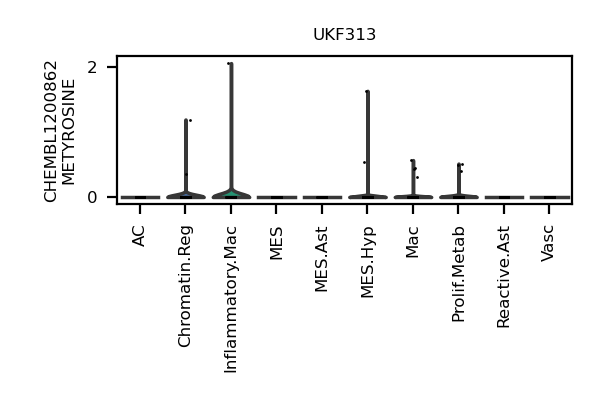 UKF313
CHEMBL1200862
METYROSINE
2
0
AC
Chromatin.Reg
Inflammatory.Mac
MES
MES.Ast
MES.Hyp
Mac
Prolif.Metab
Reactive.Ast
Vasc